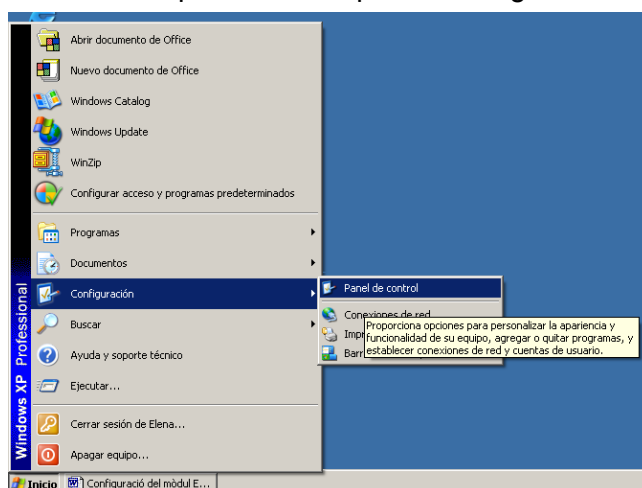 Abrir documento de Office
Nuevo documento de Office
Windows Catalog
Windows Update
WinZip
Configurar acceso y programas predeterminados
Programas
Documentos
Configuración
Buscar
Ayuda y soporte técnico
Ejecutar...
Cerrar sesión de Elena...
Apagar equipo...
Windows XP Professional
Panel de control
Conexiones de red
Impr
Barr
Proporciona opciones para personalizar la apariencia y
funcionalidad de su equipo, agregar o quitar programas, y
establecer conexiones de red y cuentas de usuario.
Inicio
Configuració del mòdul E...